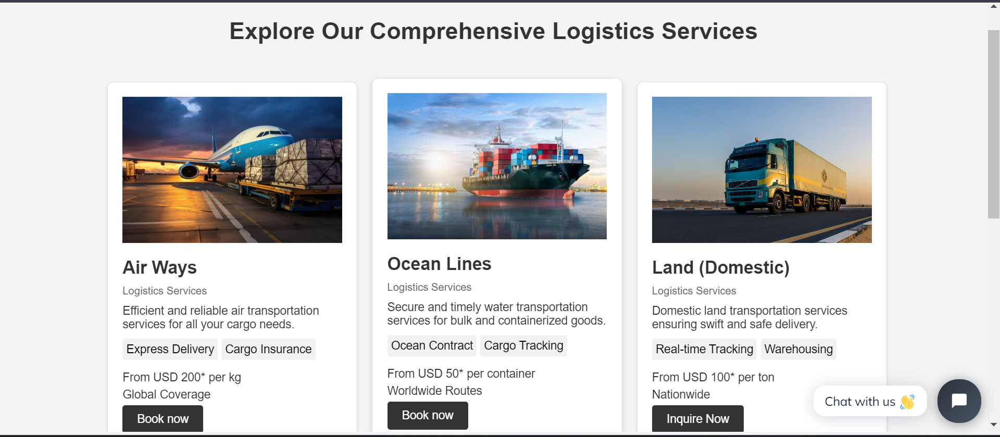 Explore Our Comprehensive Logistics Services
GAC Logistics
Air Ways
Logistics Services
Efficient and reliable air transportation
services for all your cargo needs.
Express Delivery
Cargo Insurance
From USD 200* per kg
Global Coverage
Book now
Ocean Lines
Logistics Services
Secure and timely water transportation
services for bulk and containerized goods.
Ocean Contract
Cargo Tracking
From USD 50* per container
Worldwide Routes
Book now
Land (Domestic)
Logistics Services
Domestic land transportation services
ensuring swift and safe delivery.
Real-time Tracking
Warehousing
From USD 100* per ton
Nationwide
Inquire Now
Chat with us 👋